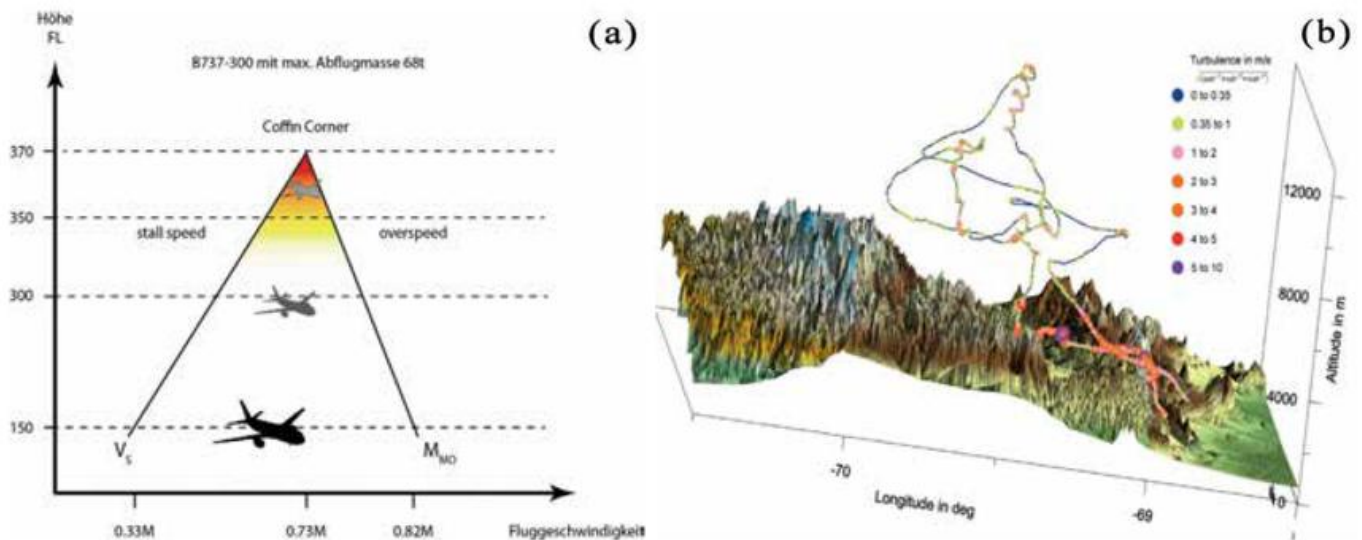 Höhe
FL
(a)
B737-300 mit max. Abflugmasse 68t
Coffin Corner
370
350
stall speed
overspeed
300
150
V_S
M_MO
0.33M
0.73M
0.82M
Fluggeschwindigkeit
(b)
Turbulence in m/s
0 to 0.35
0.35 to 1
1 to 2
2 to 3
3 to 4
4 to 5
5 to 10
12000
8000
4000
0
Altitude in m
-70
-69
Longitude in deg